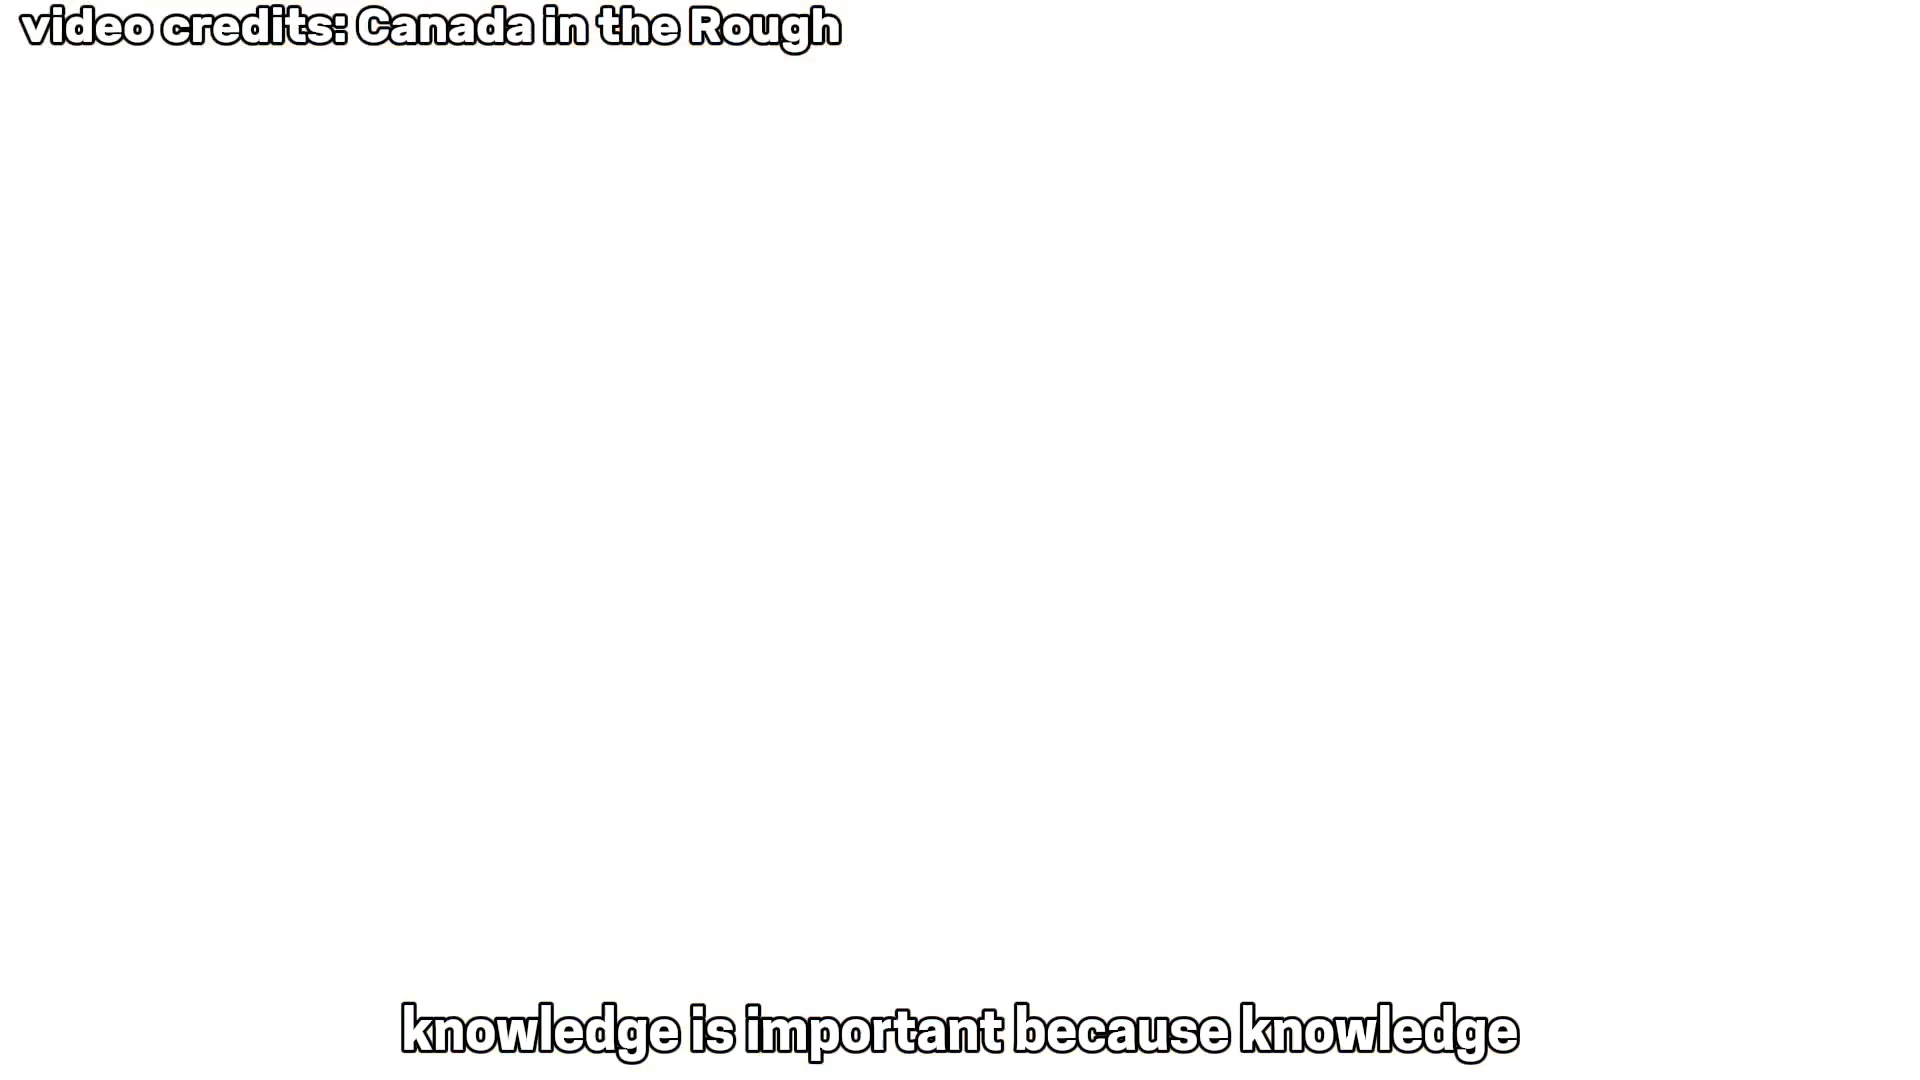 video credits: Canada in the Rough
knowledge is important because knowledge